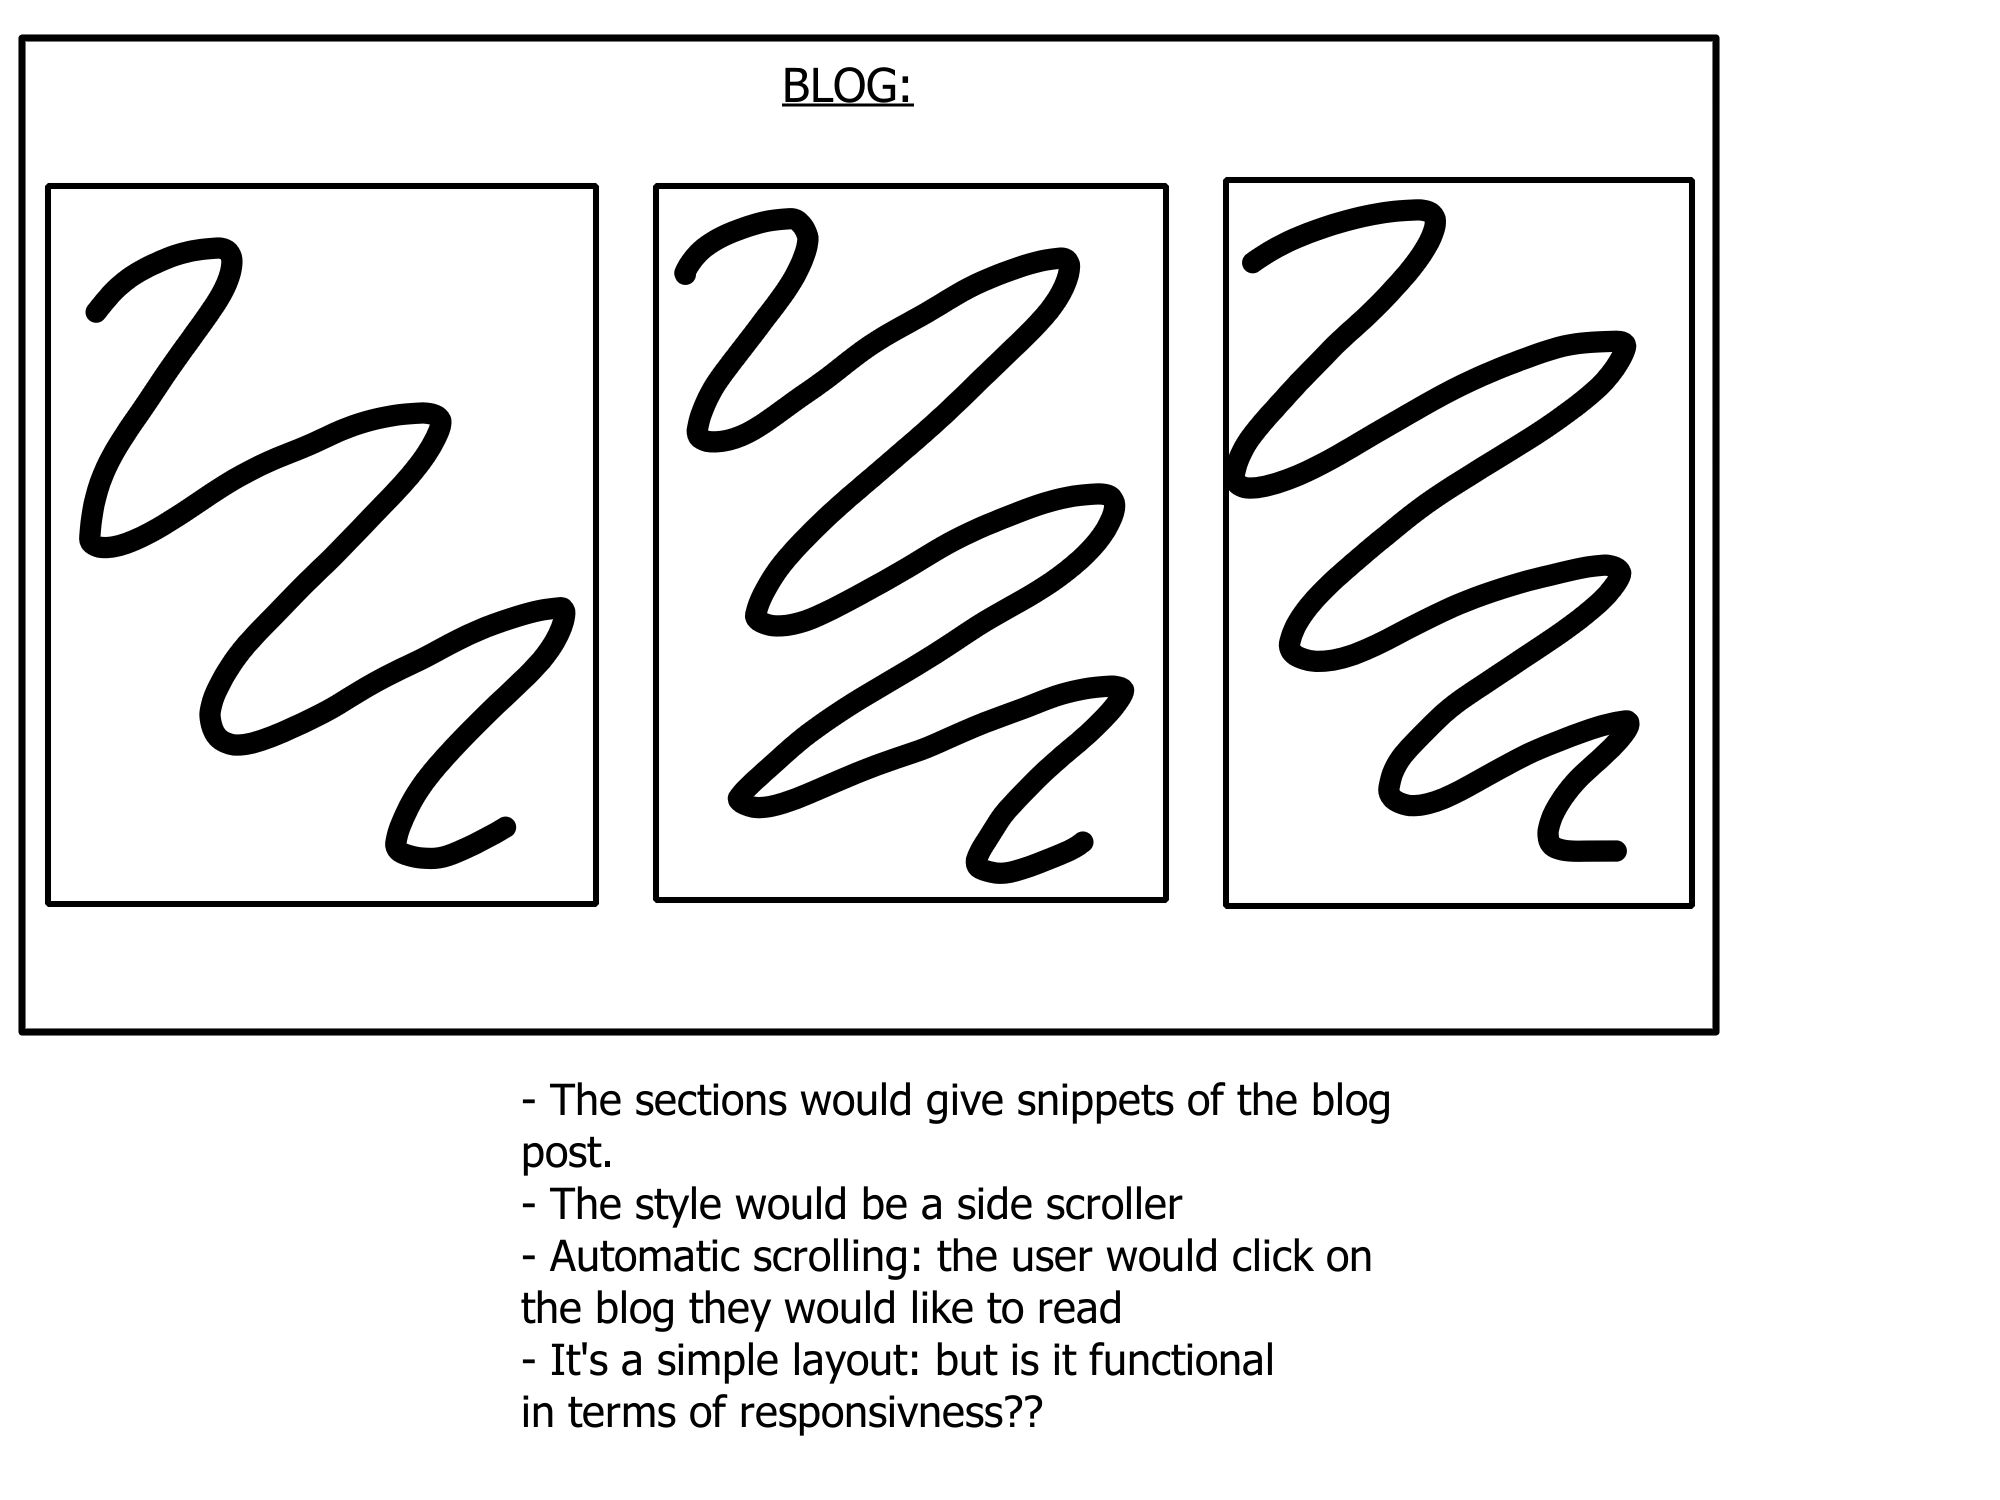 BLOG:
- The sections would give snippets of the blog
post.
- The style would be a side scroller
- Automatic scrolling: the user would click on
the blog they would like to read
- It's a simple layout: but is it functional
in terms of responsivness??